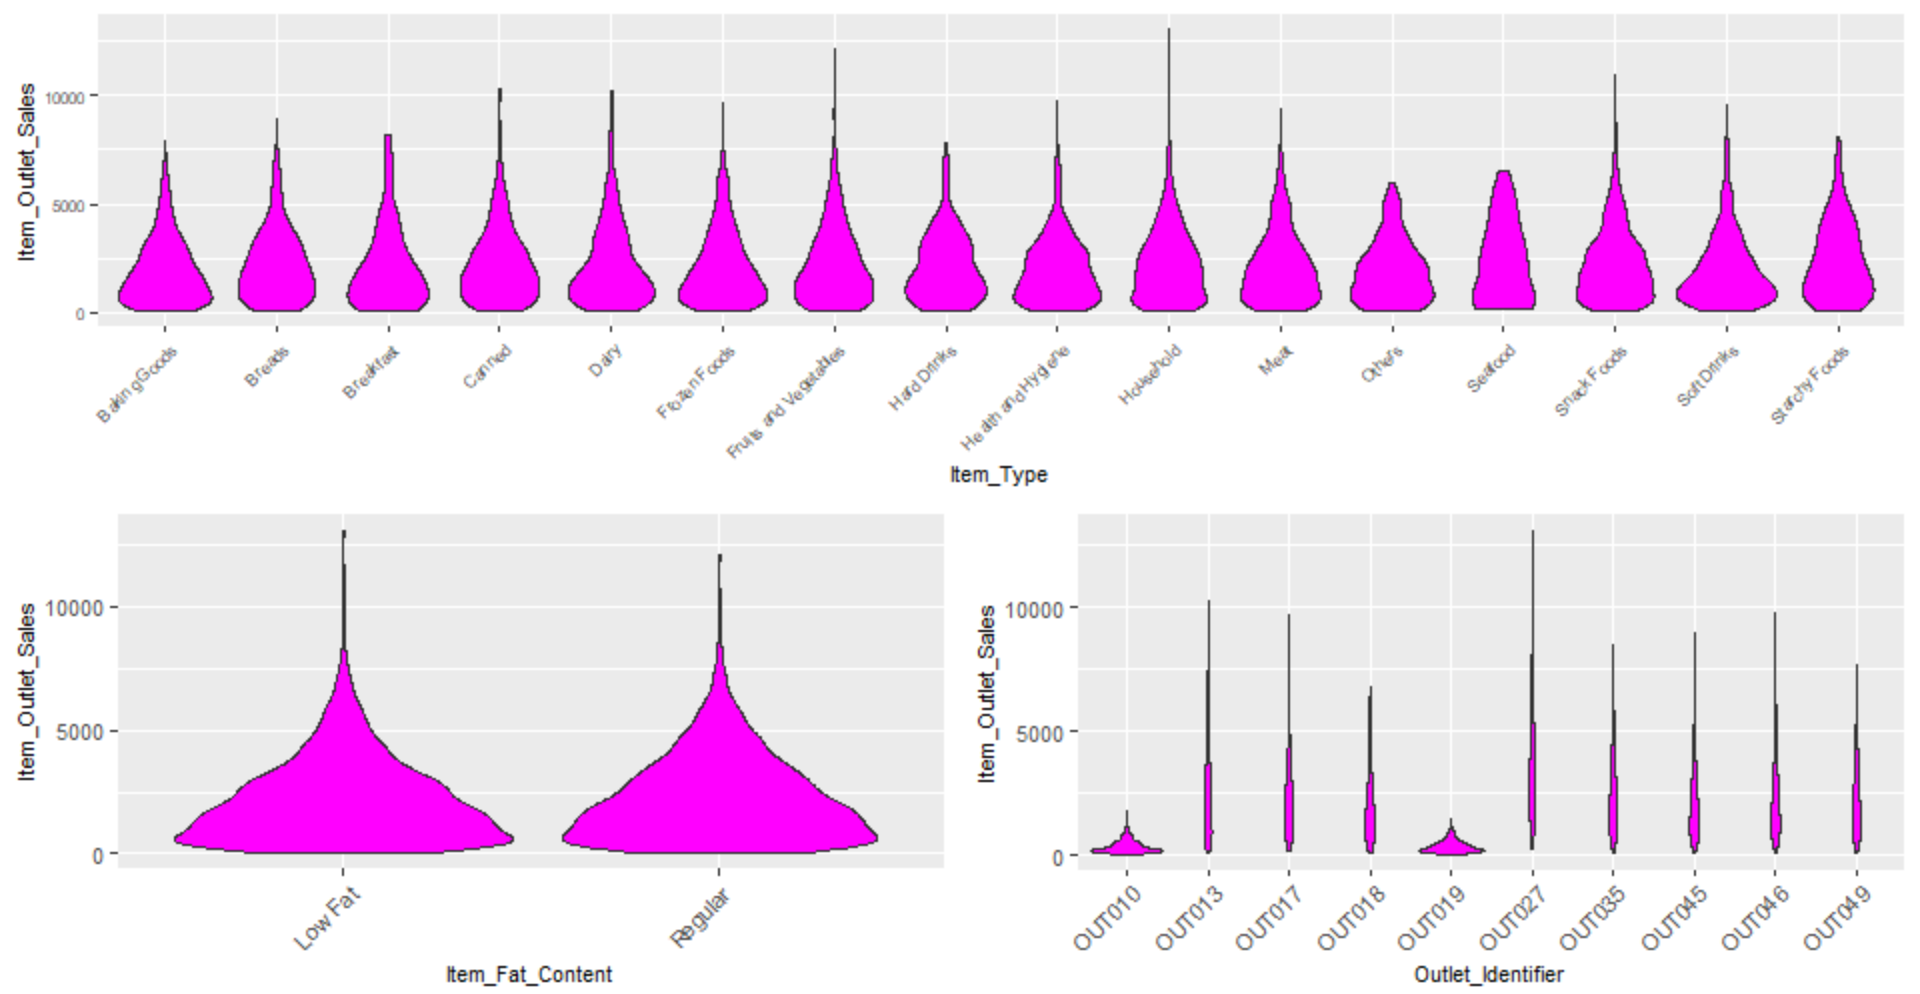 Item_Outlet_Sales
10000
5000
0
Baking Goods
Breads
Breakfast
Canned
Dairy
Frozen Foods
Fruits and Vegetables
Hard Drinks
Health and Hygiene
Household
Meat
Others
Seafood
Snack Foods
Soft Drinks
Starchy Foods
Item_Type
Item_Outlet_Sales
10000
5000
0
Low Fat
Regular
Item_Fat_Content
Item_Outlet_Sales
10000
5000
0
OUT010
OUT013
OUT017
OUT018
OUT019
OUT027
OUT035
OUT045
OUT046
OUT049
Outlet_Identifier